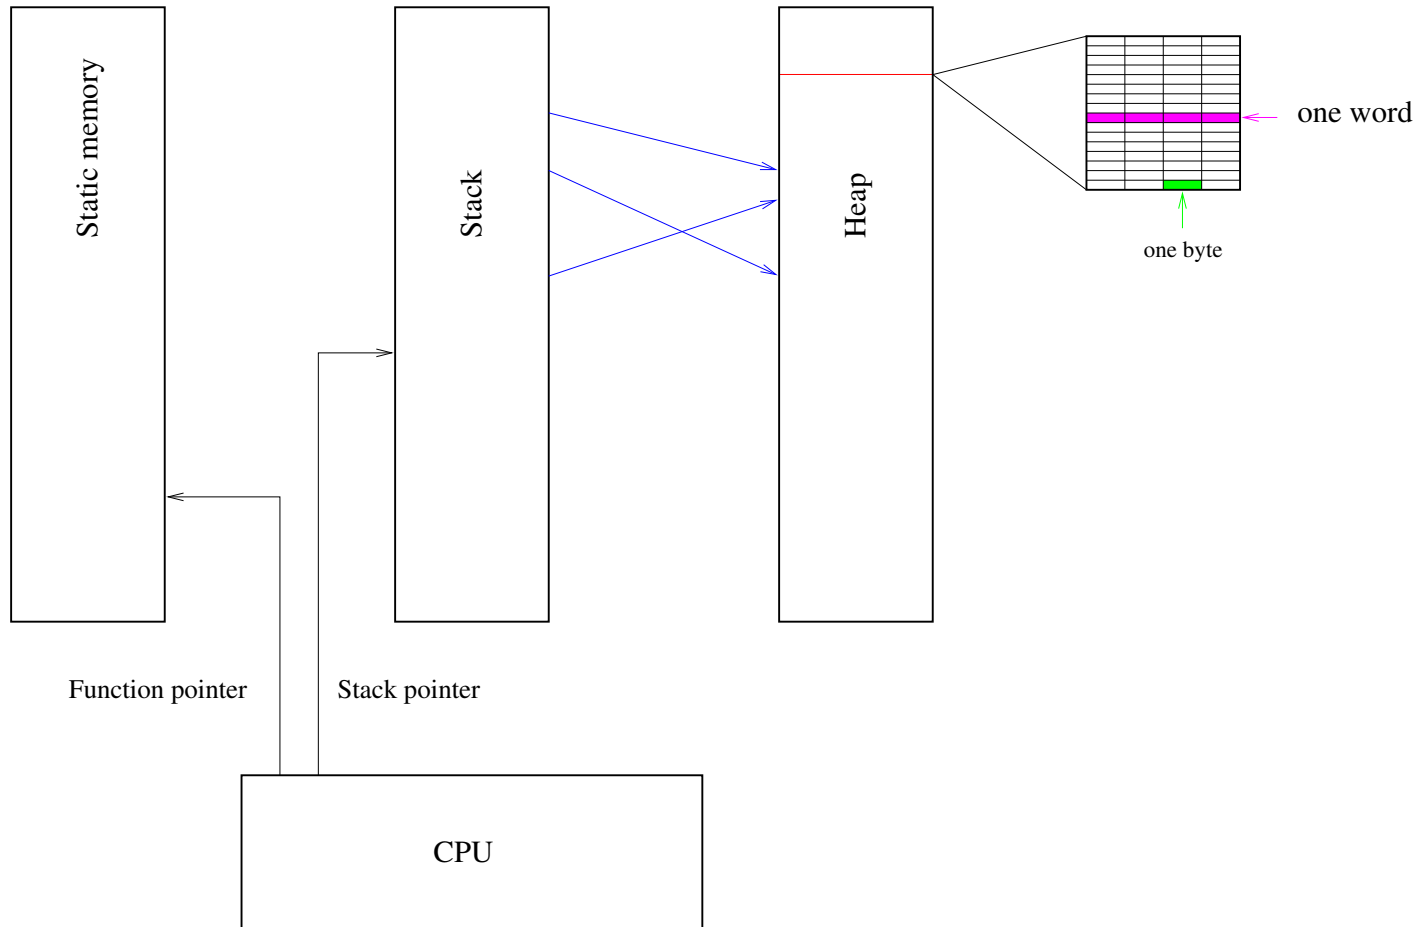 Static memory
Stack
Heap
one word
one byte
Function pointer
Stack pointer
CPU